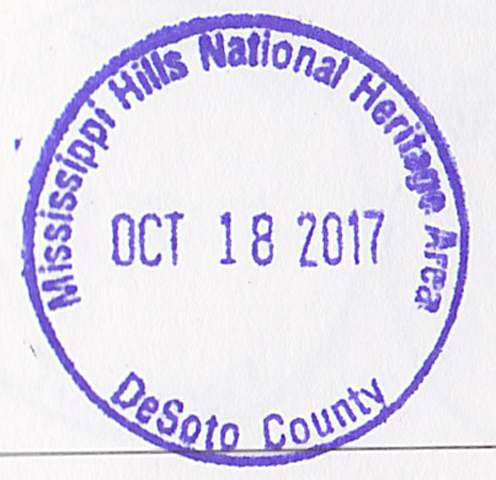 Mississippi Hills National Heritage Area
OCT 18 2017
DeSoto County